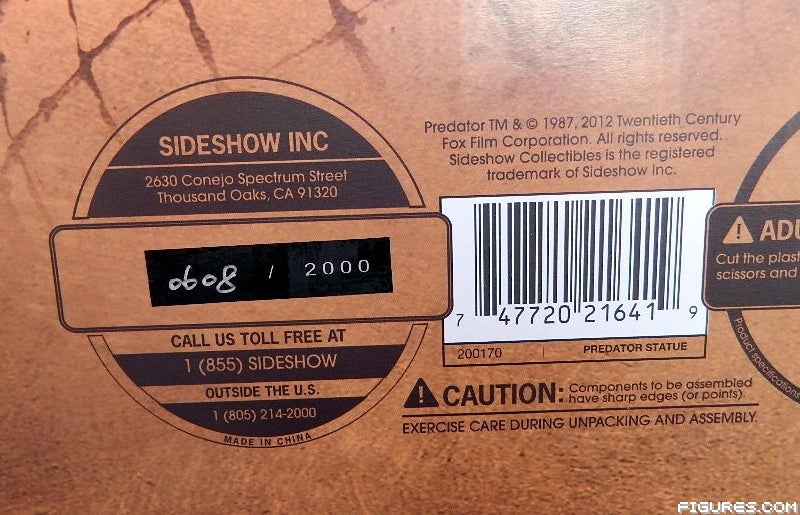 SIDESHOW INC
2630 Conejo Spectrum Street
Thousand Oaks, CA 91320
0608 / 2000
CALL US TOLL FREE AT
1 (855) SIDESHOW
OUTSIDE THE U.S.
1 (805) 214-2000
MADE IN CHINA
Predator TM & © 1987, 2012 Twentieth Century
Fox Film Corporation. All rights reserved.
Sideshow Collectibles is the registered
trademark of Sideshow Inc.
7 47720 21641 9
200170 | PREDATOR STATUE
CAUTION: Components to be assembled
have sharp edges (or points).
EXERCISE CARE DURING UNPACKING AND ASSEMBLY.
Cut the plast
scissors and
Product specifications
FIGURES.COM